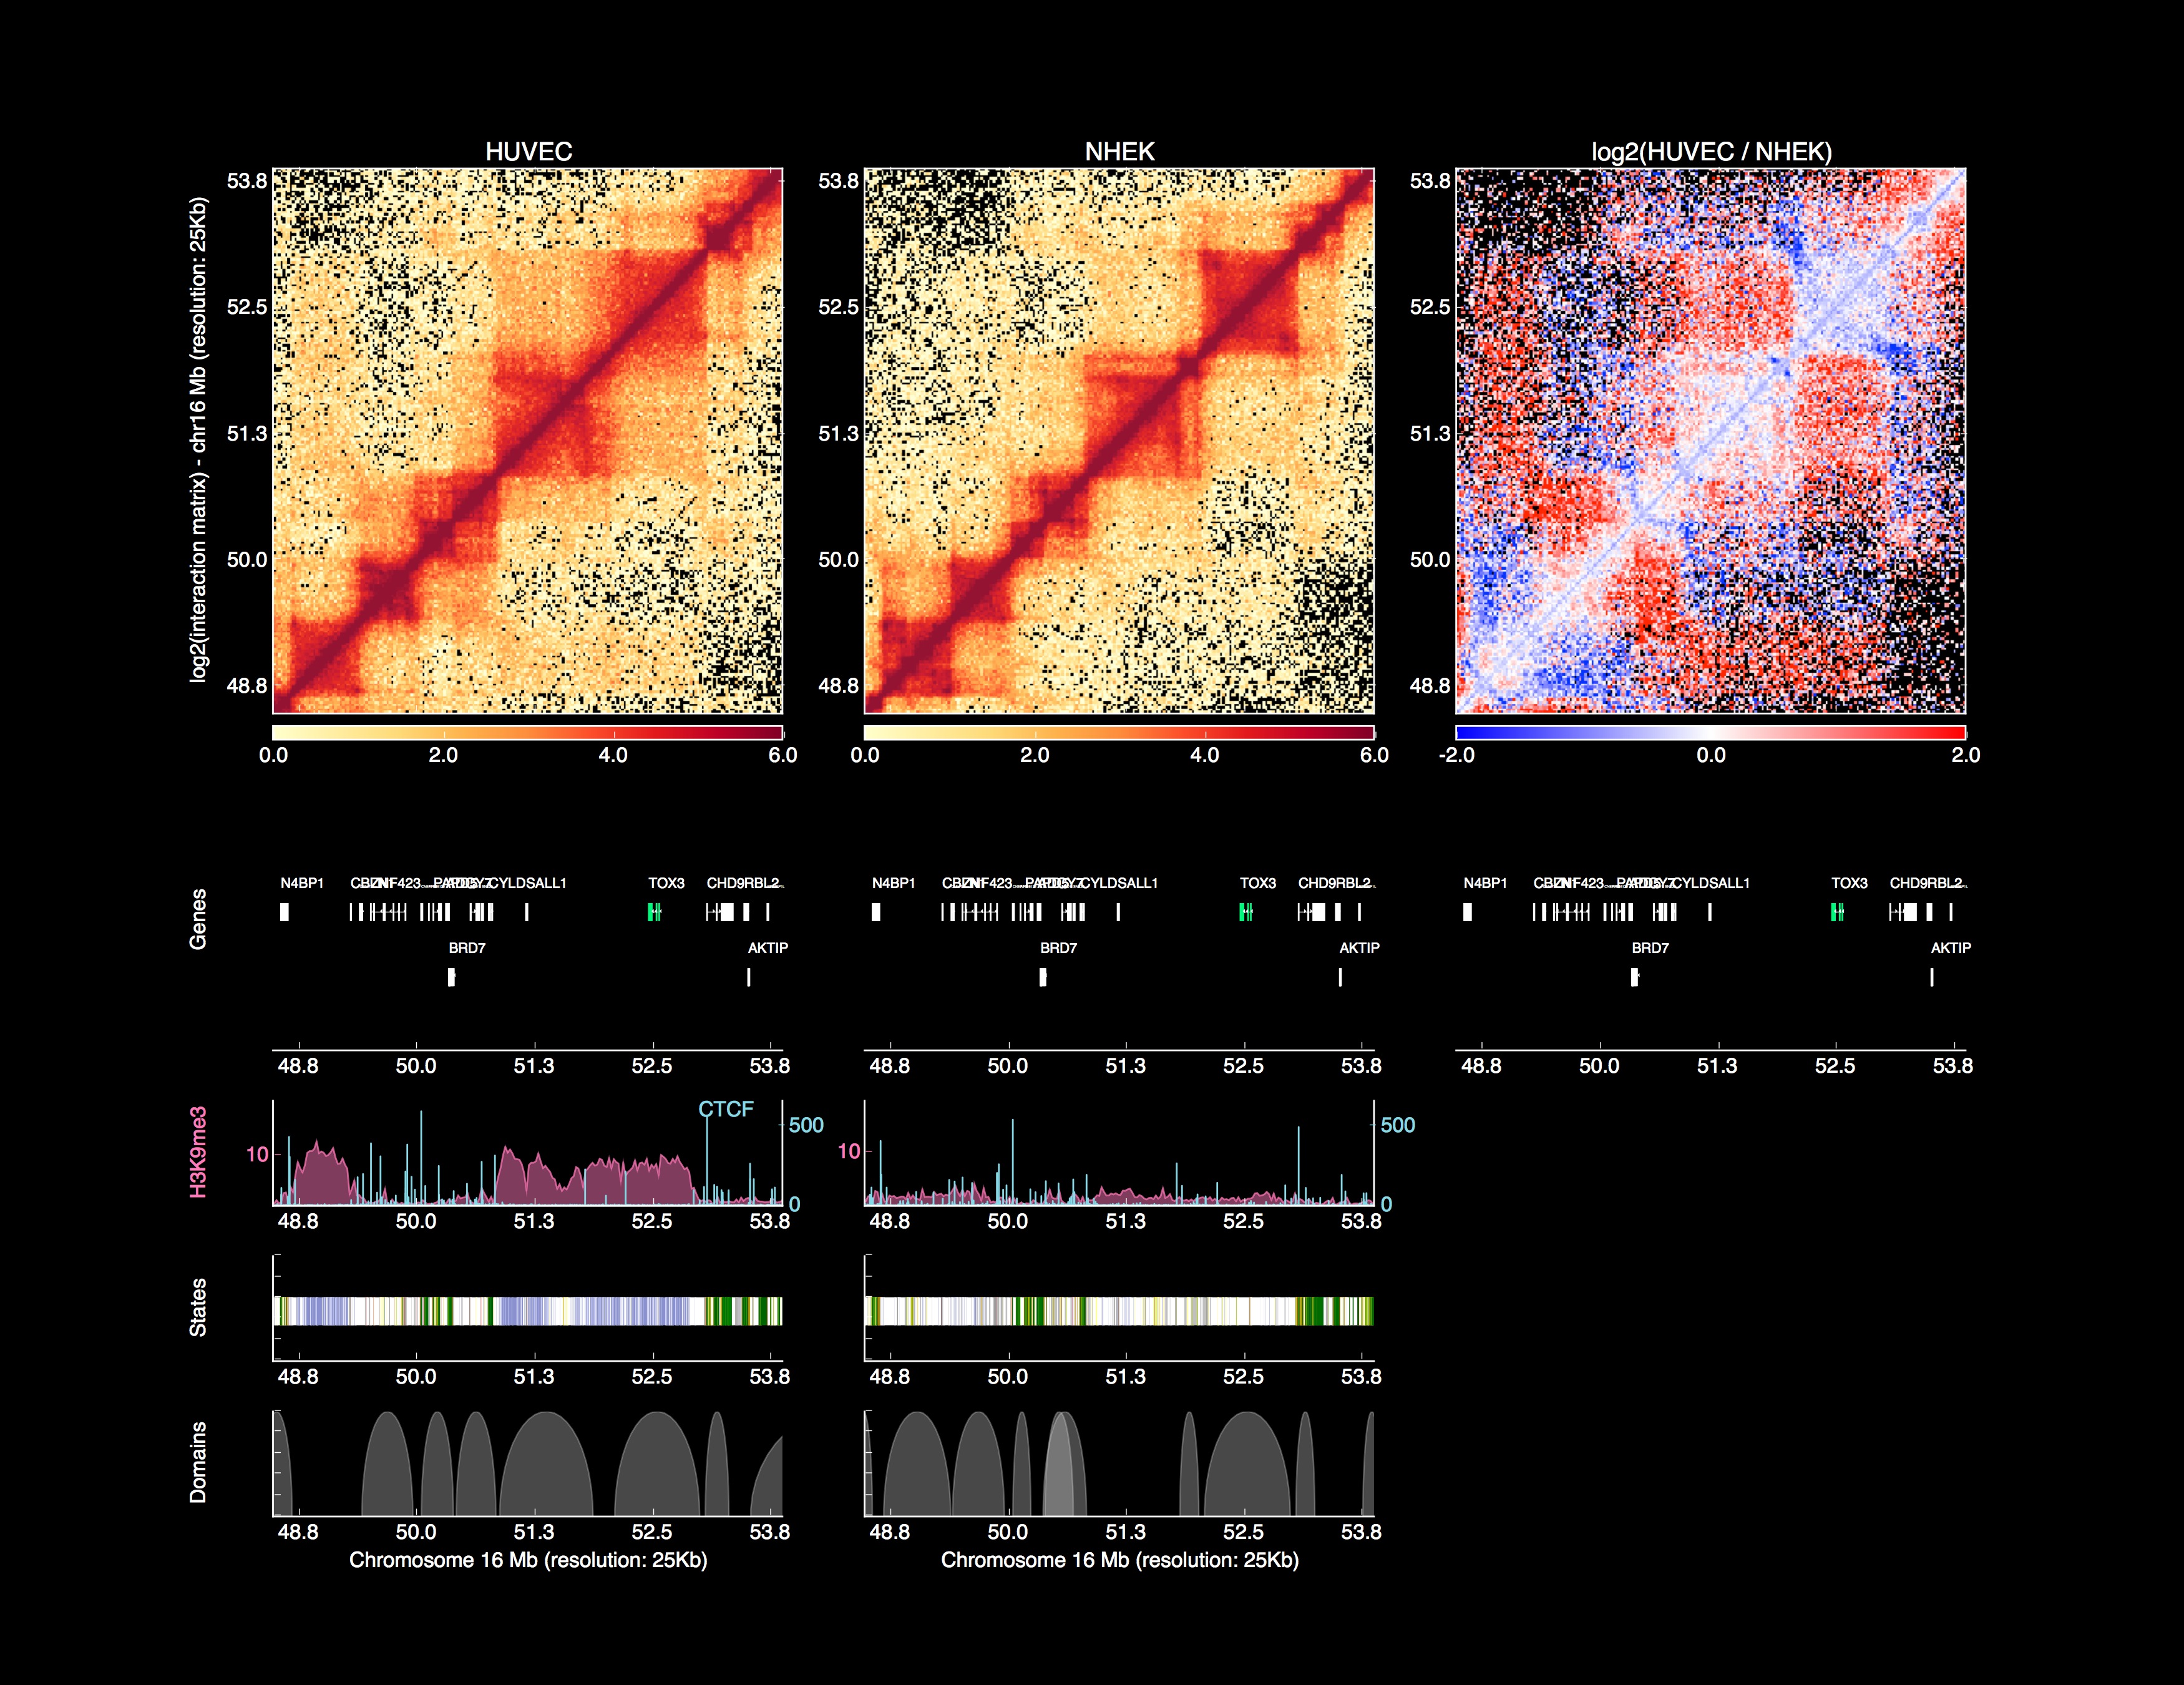 HUVEC NHEK log2(HUVEC / NHEK)
log2(interaction matrix) - chr16 Mb (resolution: 25Kb)
53.8 53.8 53.8
52.5 52.5 52.5
51.3 51.3 51.3
50.0 50.0 50.0
48.8 48.8 48.8
0.0 2.0 4.0 6.0 0.0 2.0 4.0 6.0 -2.0 0.0 2.0
Genes
N4BP1 ZNF423 CYLDSALL1 TOX3 CHD9RBL2 N4BP1 ZNF423 CYLDSALL1 TOX3 CHD9RBL2 N4BP1 ZNF423 CYLDSALL1 TOX3 CHD9RBL2
BRD7 AKTIP BRD7 AKTIP BRD7 AKTIP
48.8 50.0 51.3 52.5 53.8 48.8 50.0 51.3 52.5 53.8 48.8 50.0 51.3 52.5 53.8
H3K9me3
CTCF
500 500
10 10
0 0
48.8 50.0 51.3 52.5 53.8 48.8 50.0 51.3 52.5 53.8
States
48.8 50.0 51.3 52.5 53.8 48.8 50.0 51.3 52.5 53.8
Domains
48.8 50.0 51.3 52.5 53.8 48.8 50.0 51.3 52.5 53.8
Chromosome 16 Mb (resolution: 25Kb) Chromosome 16 Mb (resolution: 25Kb)